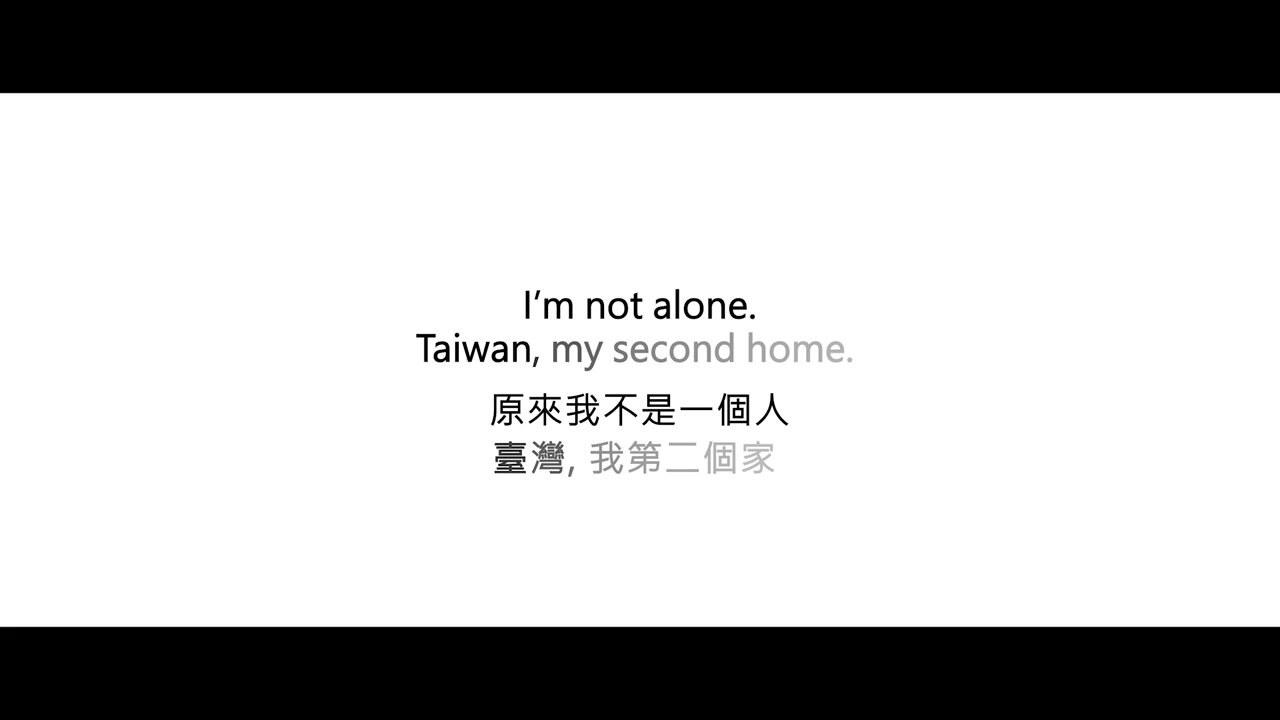 I’m not alone.
Taiwan, my second home.
原來我不是一個人
臺灣, 我第二個家